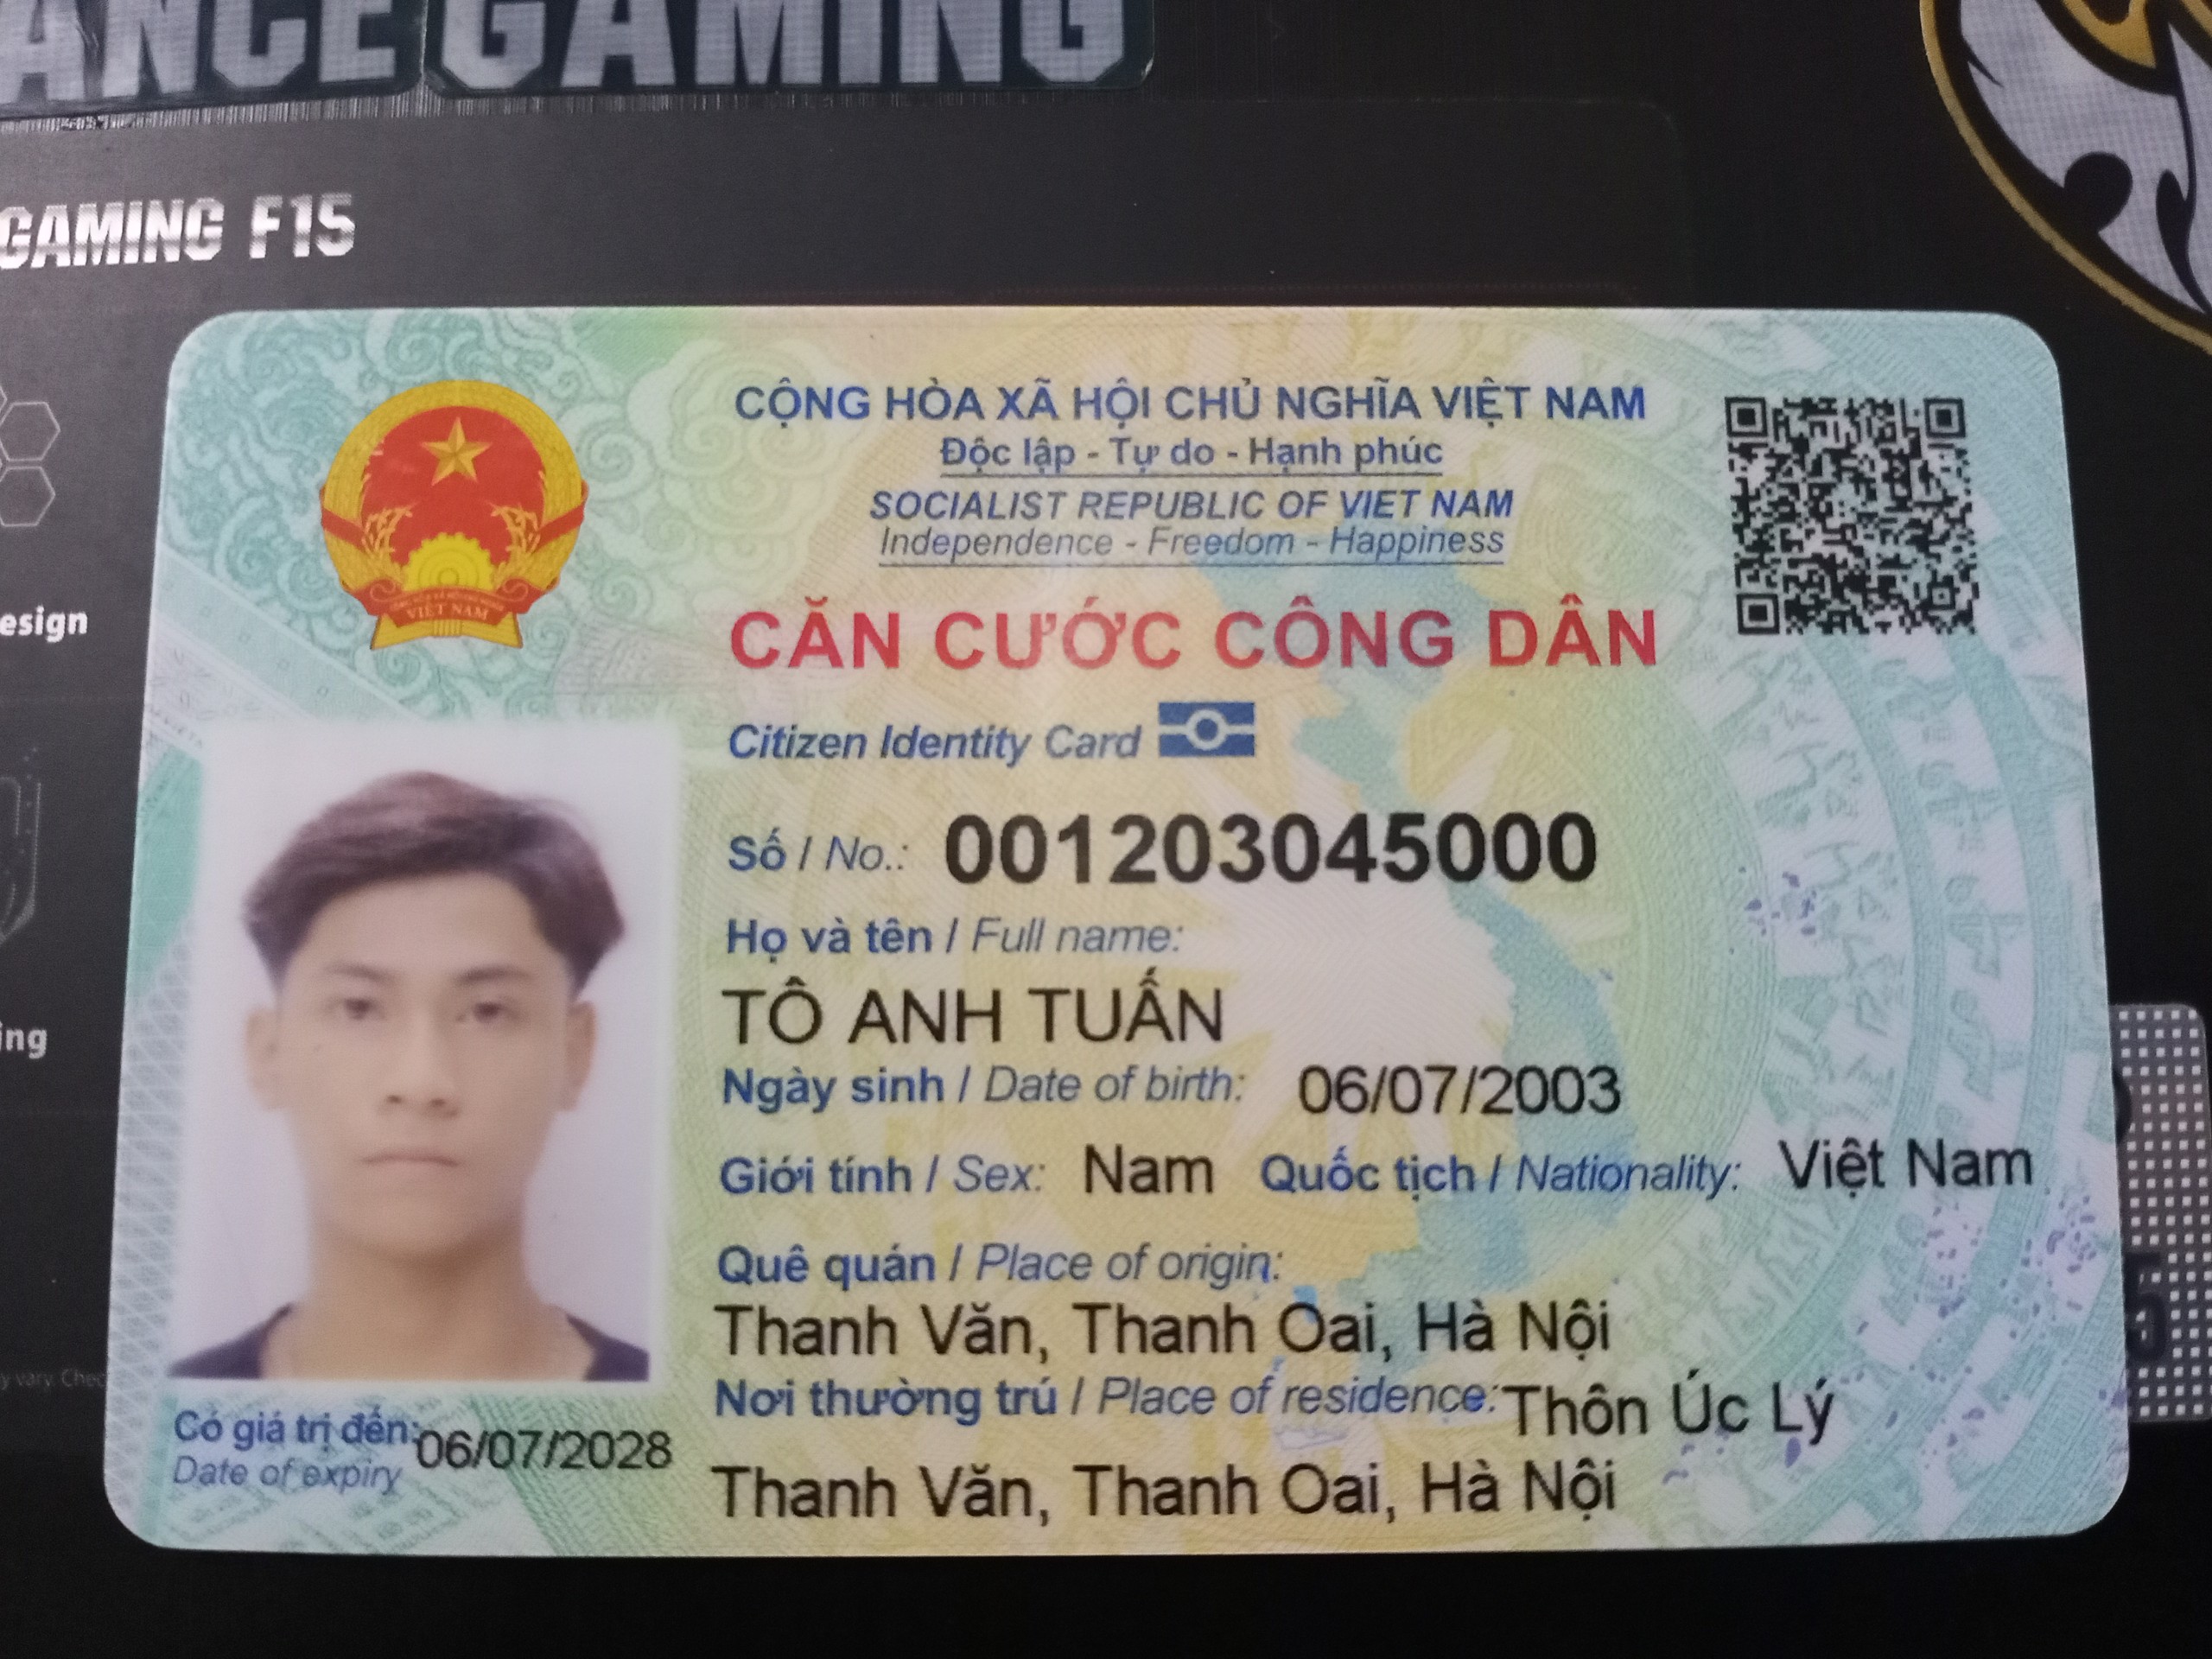 ANCE GAMING
GAMING F15
esign
ing
y vary. Chec
CỘNG HÒA XÃ HỘI CHỦ NGHĨA VIỆT NAM
Độc lập - Tự do - Hạnh phúc
SOCIALIST REPUBLIC OF VIET NAM
Independence - Freedom - Happiness
CĂN CƯỚC CÔNG DÂN
Citizen Identity Card
Số / No.: 001203045000
Họ và tên / Full name:
TÔ ANH TUẤN
Ngày sinh / Date of birth: 06/07/2003
Giới tính / Sex: Nam Quốc tịch / Nationality: Việt Nam
Quê quán / Place of origin:
Thanh Văn, Thanh Oai, Hà Nội
Nơi thường trú / Place of residence: Thôn Úc Lý
Thanh Văn, Thanh Oai, Hà Nội
Có giá trị đến: 06/07/2028
Date of expiry
VIỆT NAM